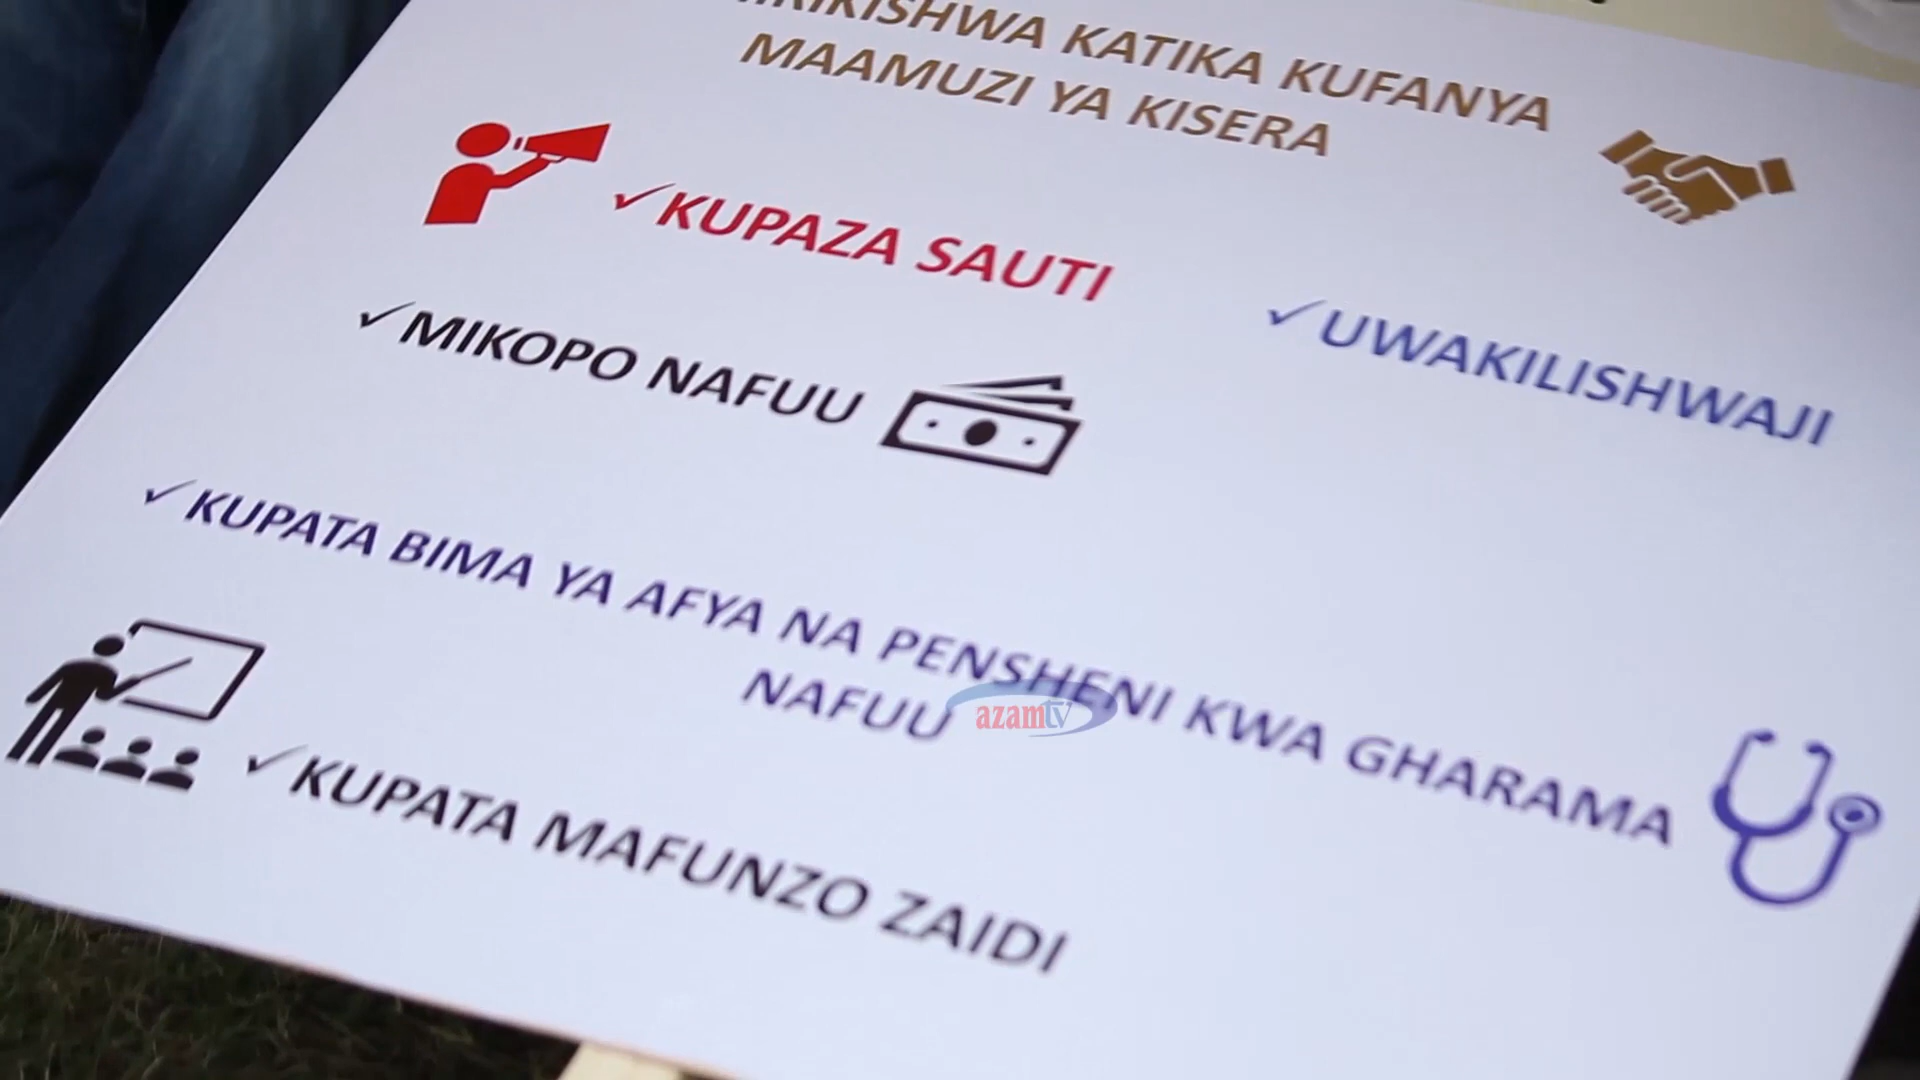 KATIKA KUFANYA
MAAMUZI YA KISERA
✓KUPAZA SAUTI
✓UWAKILISHWAJI
✓MIKOPO NAFUU
✓KUPATA BIMA YA AFYA NA PENSHENI KWA GHARAMA
NAFUU
azamtv
✓KUPATA MAFUNZO ZAIDI